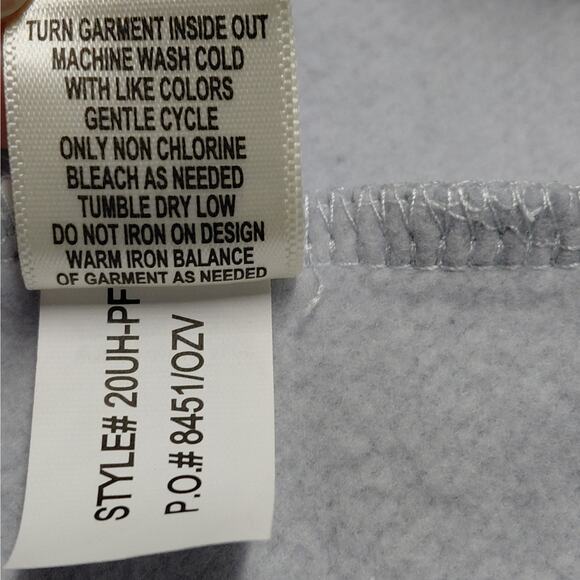 TURN GARMENT INSIDE OUT
MACHINE WASH COLD
WITH LIKE COLORS
GENTLE CYCLE
ONLY NON CHLORINE
BLEACH AS NEEDED
TUMBLE DRY LOW
DO NOT IRON ON DESIGN
WARM IRON BALANCE
OF GARMENT AS NEEDED
STYLE# 20UH-PF
P.O.# 8451/OZV